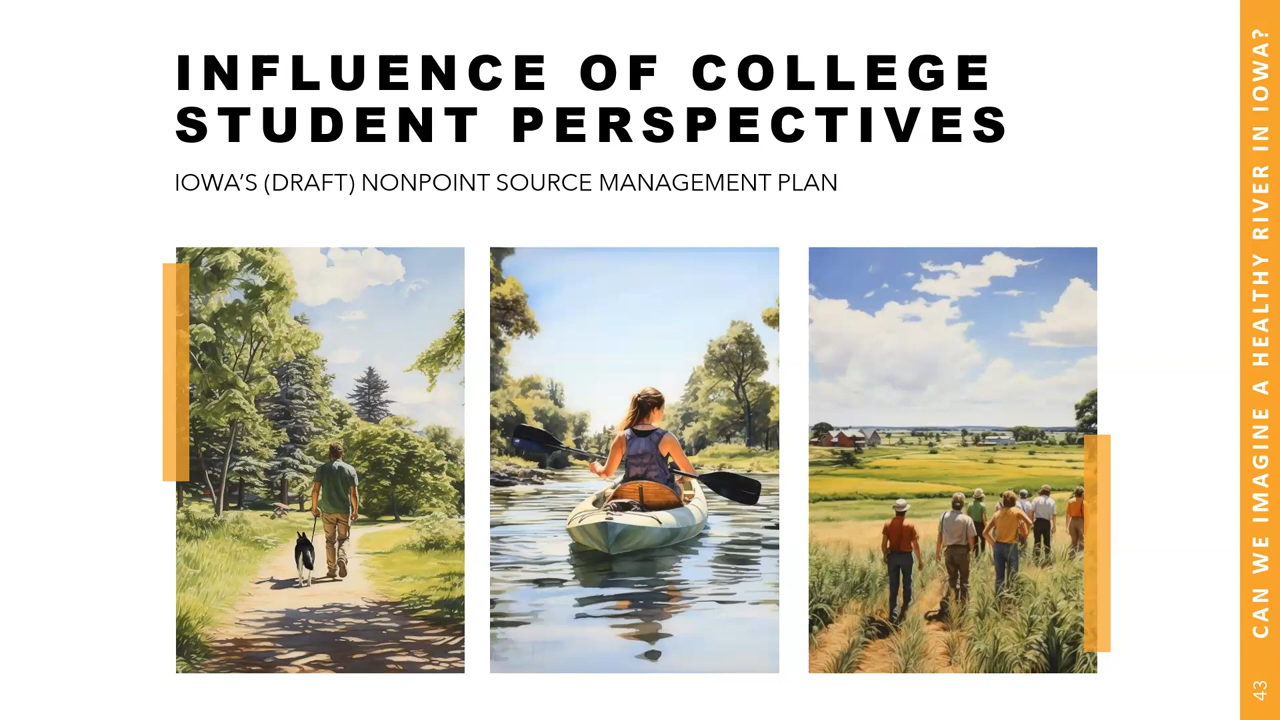 INFLUENCE OF COLLEGE
STUDENT PERSPECTIVES
IOWA’S (DRAFT) NONPOINT SOURCE MANAGEMENT PLAN
CAN WE IMAGINE A HEALTHY RIVER IN IOWA?
43